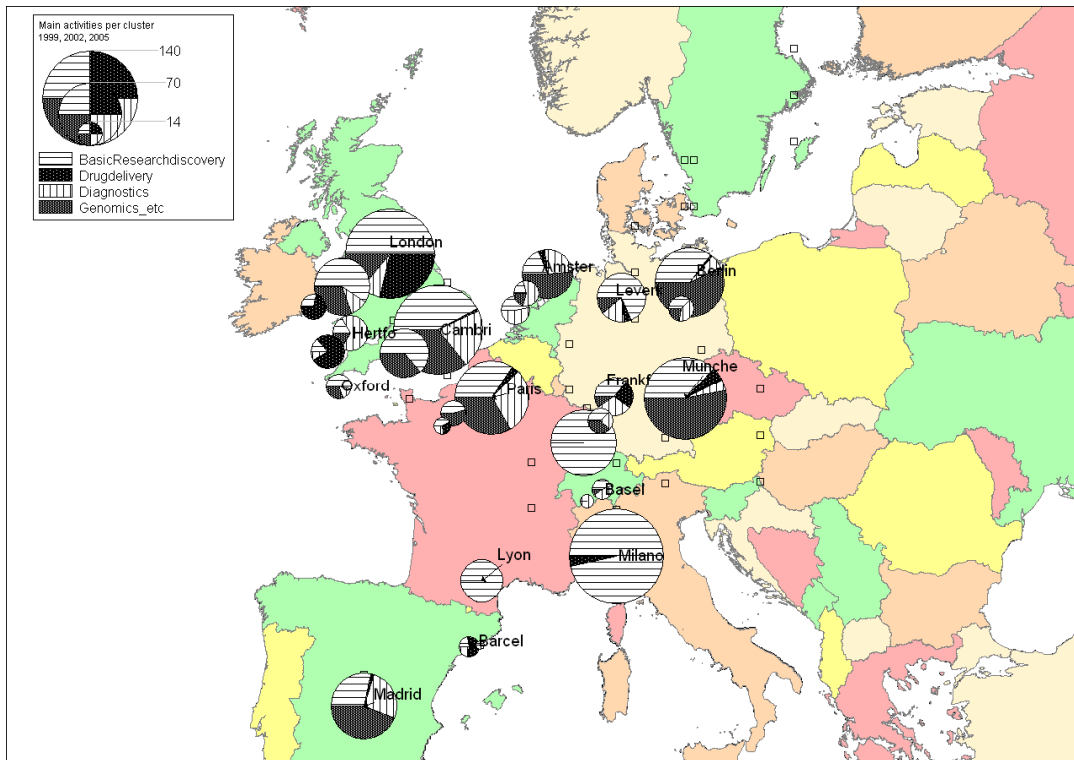 Main activities per cluster
1999, 2002, 2005
140
70
14
BasicResearchdiscovery
Drugdelivery
Diagnostics
Genomics_etc
London
Amster
Berlin
Leverk
Hertfo
Cambri
Oxford
Paris
Frankf
Munche
Basel
Lyon
Milano
Barcel
Madrid